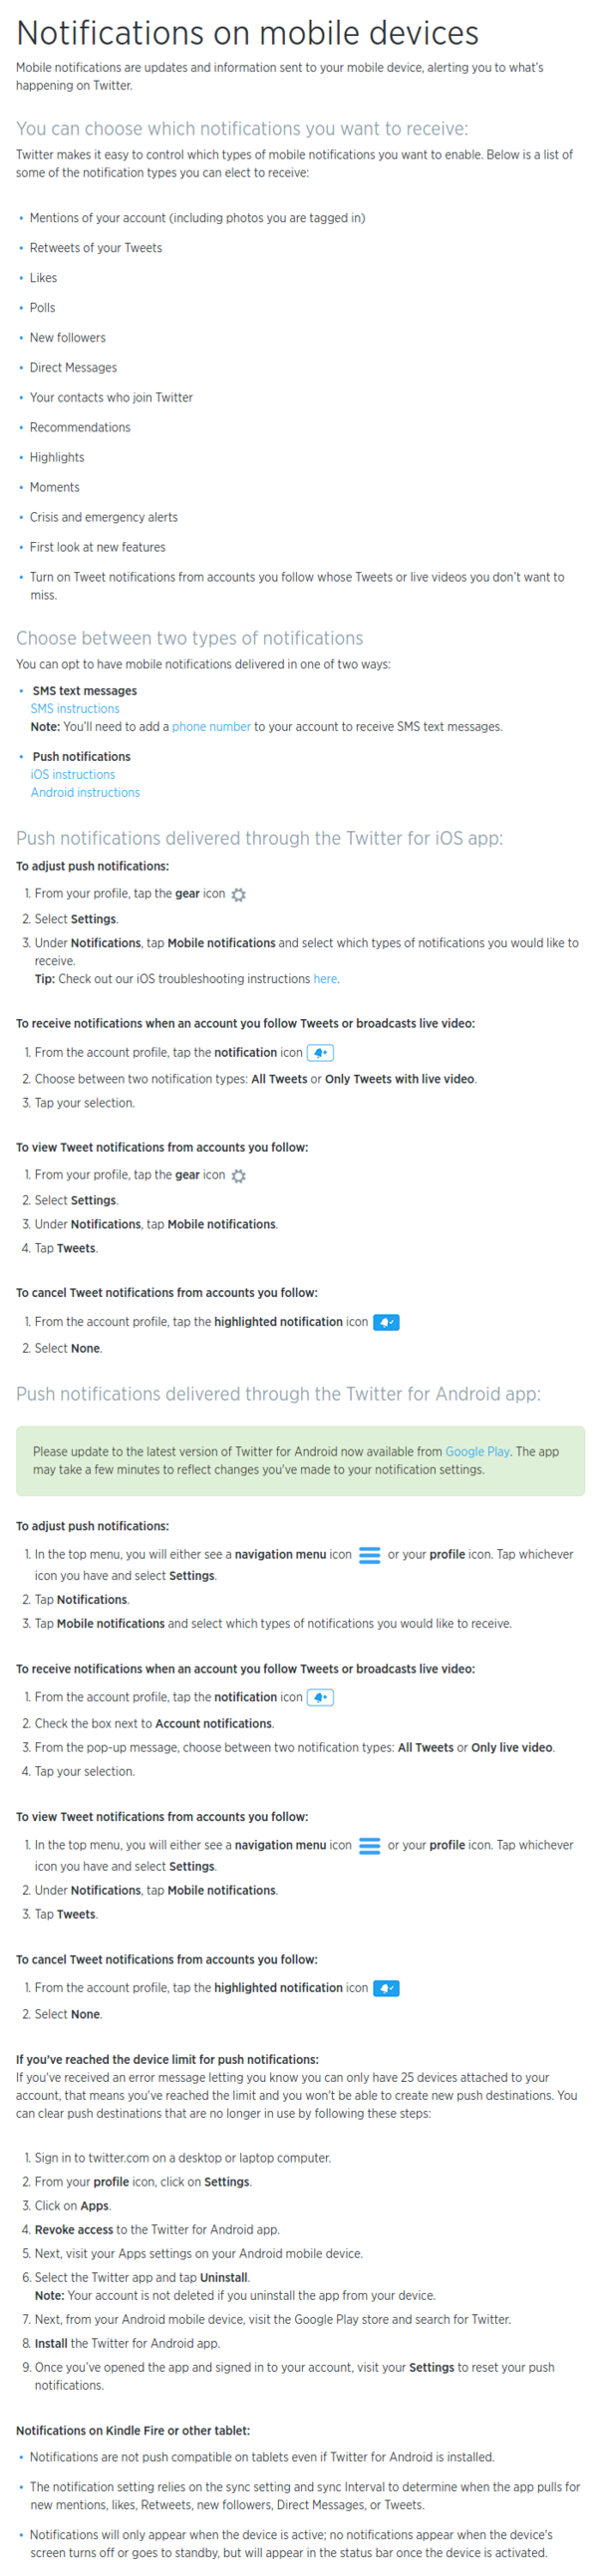 Notifications on mobile devices
Mobile notifications are updates and information sent to your mobile device, alerting you to what's
happening on Twitter.
You can choose which notifications you want to receive:
Twitter makes it easy to control which types of mobile notifications you want to enable. Below is a list of
some of the notification types you can elect to receive:
• Mentions of your account (including photos you are tagged in)
• Retweets of your Tweets
• Likes
• Polls
• New followers
• Direct Messages
• Your contacts who join Twitter
• Recommendations
• Highlights
• Moments
• Crisis and emergency alerts
• First look at new features
• Turn on Tweet notifications from accounts you follow whose Tweets or live videos you don't want to
miss.
Choose between two types of notifications
You can opt to have mobile notifications delivered in one of two ways:
• SMS text messages
SMS instructions
Note: You'll need to add a phone number to your account to receive SMS text messages.
• Push notifications
iOS instructions
Android instructions
Push notifications delivered through the Twitter for iOS app:
To adjust push notifications:
1. From your profile, tap the gear icon
2. Select Settings.
3. Under Notifications, tap Mobile notifications and select which types of notifications you would like to
receive.
Tip: Check out our iOS troubleshooting instructions here.
To receive notifications when an account you follow Tweets or broadcasts live video:
1. From the account profile, tap the notification icon
2. Choose between two notification types: All Tweets or Only Tweets with live video.
3. Tap your selection.
To view Tweet notifications from accounts you follow:
1. From your profile, tap the gear icon
2. Select Settings.
3. Under Notifications, tap Mobile notifications.
4. Tap Tweets.
To cancel Tweet notifications from accounts you follow:
1. From the account profile, tap the highlighted notification icon
2. Select None.
Push notifications delivered through the Twitter for Android app:
Please update to the latest version of Twitter for Android now available from Google Play. The app
may take a few minutes to reflect changes you've made to your notification settings.
To adjust push notifications:
1. In the top menu, you will either see a navigation menu icon or your profile icon. Tap whichever
icon you have and select Settings.
2. Tap Notifications.
3. Tap Mobile notifications and select which types of notifications you would like to receive.
To receive notifications when an account you follow Tweets or broadcasts live video:
1. From the account profile, tap the notification icon
2. Check the box next to Account notifications.
3. From the pop-up message, choose between two notification types: All Tweets or Only live video.
4. Tap your selection.
To view Tweet notifications from accounts you follow:
1. In the top menu, you will either see a navigation menu icon or your profile icon. Tap whichever
icon you have and select Settings.
2. Under Notifications, tap Mobile notifications.
3. Tap Tweets.
To cancel Tweet notifications from accounts you follow:
1. From the account profile, tap the highlighted notification icon
2. Select None.
If you've reached the device limit for push notifications:
If you've received an error message letting you know you can only have 25 devices attached to your
account, that means you've reached the limit and you won't be able to create new push destinations. You
can clear push destinations that are no longer in use by following these steps:
1. Sign in to twitter.com on a desktop or laptop computer.
2. From your profile icon, click on Settings.
3. Click on Apps.
4. Revoke access to the Twitter for Android app.
5. Next, visit your Apps settings on your Android mobile device.
6. Select the Twitter app and tap Uninstall.
Note: Your account is not deleted if you uninstall the app from your device.
7. Next, from your Android mobile device, visit the Google Play store and search for Twitter.
8. Install the Twitter for Android app.
9. Once you've opened the app and signed in to your account, visit your Settings to reset your push
notifications.
Notifications on Kindle Fire or other tablet:
• Notifications are not push compatible on tablets even if Twitter for Android is installed.
• The notification setting relies on the sync setting and sync Interval to determine when the app pulls for
new mentions, likes, Retweets, new followers, Direct Messages, or Tweets.
• Notifications will only appear when the device is active; no notifications appear when the device's
screen turns off or goes to standby, but will appear in the status bar once the device is activated.